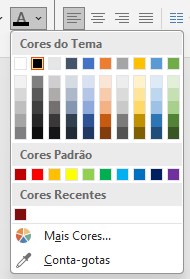 A
Cores do Tema
Cores Padrão
Cores Recentes
Mais Cores...
Conta-gotas